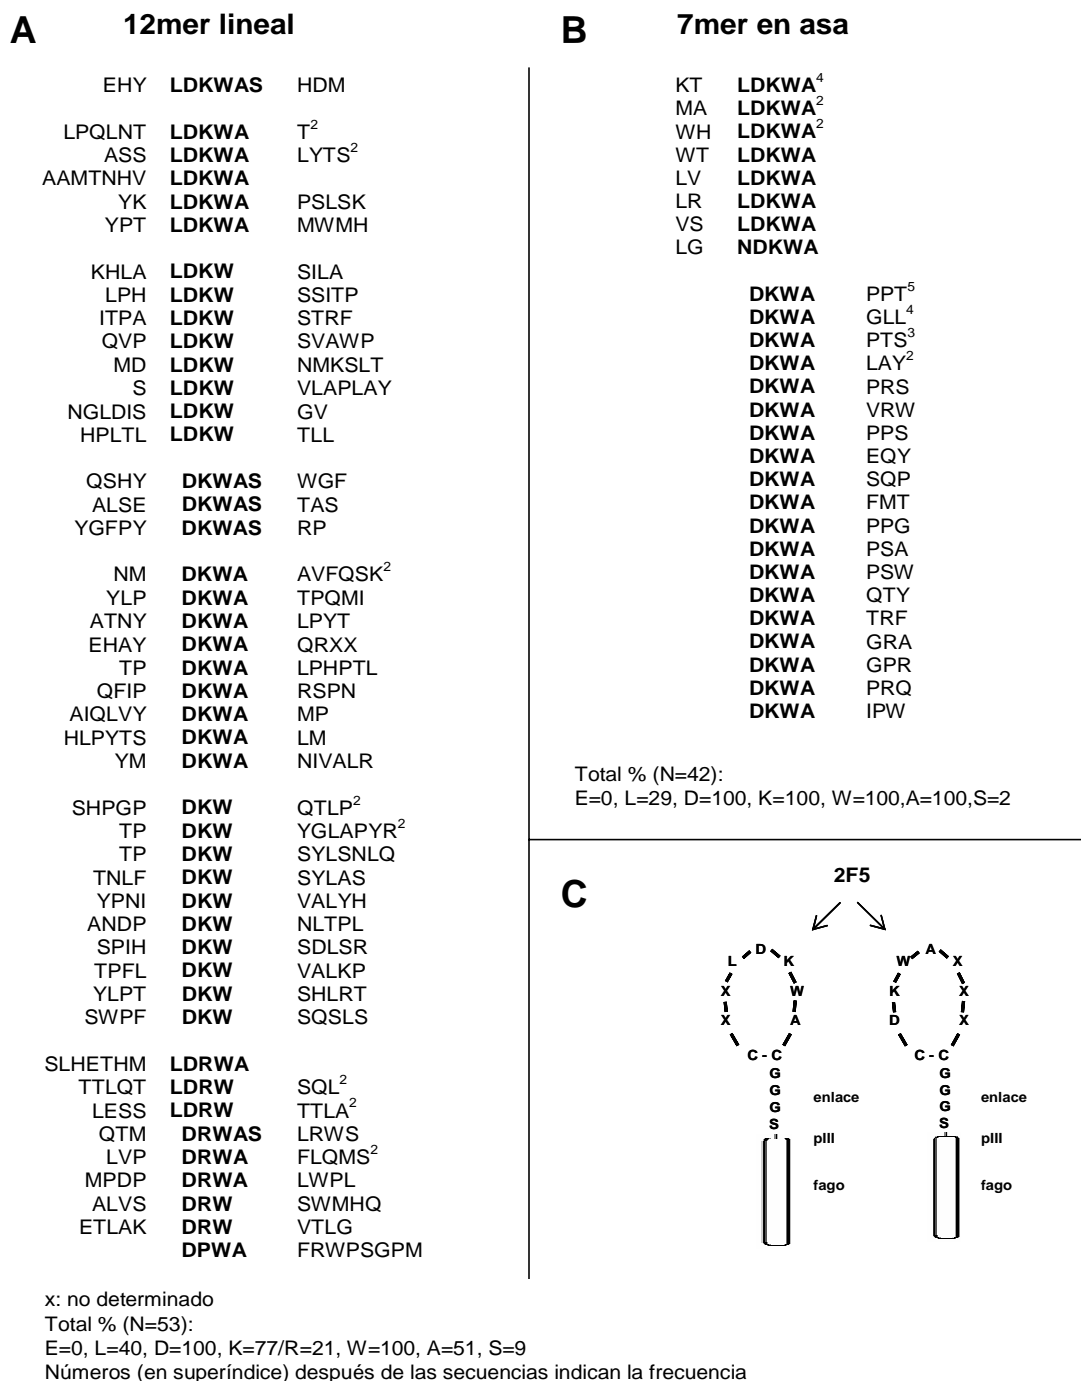 A 12mer lineal
EHY LDKWAS HDM
LPQLNT LDKWA T²
ASS LDKWA LYTS²
AAMTNHV LDKWA
YK LDKWA PSLSK
YPT LDKWA MWMH
KHLA LDKW SILA
LPH LDKW SSITP
ITPA LDKW STRF
QVP LDKW SVAWP
MD LDKW NMKSLT
S LDKW VLAPLAY
NGLDIS LDKW GV
HPLTL LDKW TLL
QSHY DKWAS WGF
ALSE DKWAS TAS
YGFPY DKWAS RP
NM DKWA AVFQSK²
YLP DKWA TPQMI
ATNY DKWA LPYT
EHAY DKWA QRXX
TP DKWA LPHPTL
QFIP DKWA RSPN
AIQLVY DKWA MP
HLPYTS DKWA LM
YM DKWA NIVALR
SHPGP DKW QTLP²
TP DKW YGLAPYR²
TP DKW SYLSNLQ
TNLF DKW SYLAS
YPNI DKW VALYH
ANDP DKW NLTPL
SPIH DKW SDLSR
TPFL DKW VALKP
YLPT DKW SHLRT
SWPF DKW SQSLS
SLHETHM LDRWA
TTLQT LDRW SQL²
LESS LDRW TTLA²
QTM DRWAS LRWS
LVP DRWA FLQMS²
MPDP DRWA LWPL
ALVS DRW SWMHQ
ETLAK DRW VTLG
DPWA FRWPSGPM
x: no determinado
Total % (N=53):
E=0, L=40, D=100, K=77/R=21, W=100, A=51, S=9
Números (en superíndice) después de las secuencias indican la frecuencia
B 7mer en asa
KT LDKWA⁴
MA LDKWA²
WH LDKWA²
WT LDKWA
LV LDKWA
LR LDKWA
VS LDKWA
LG NDKWA
DKWA PPT⁵
DKWA GLL⁴
DKWA PTS³
DKWA LAY²
DKWA PRS
DKWA VRW
DKWA PPS
DKWA EQY
DKWA SQP
DKWA FMT
DKWA PPG
DKWA PSA
DKWA PSW
DKWA QTY
DKWA TRF
DKWA GRA
DKWA GPR
DKWA PRQ
DKWA IPW
Total % (N=42):
E=0, L=29, D=100, K=100, W=100,A=100,S=2
C
2F5
X X L D K W A
C - C
G
G
G
S
enlace
pIII
fago
D K W A X X X
C - C
G
G
G
S
enlace
pIII
fago